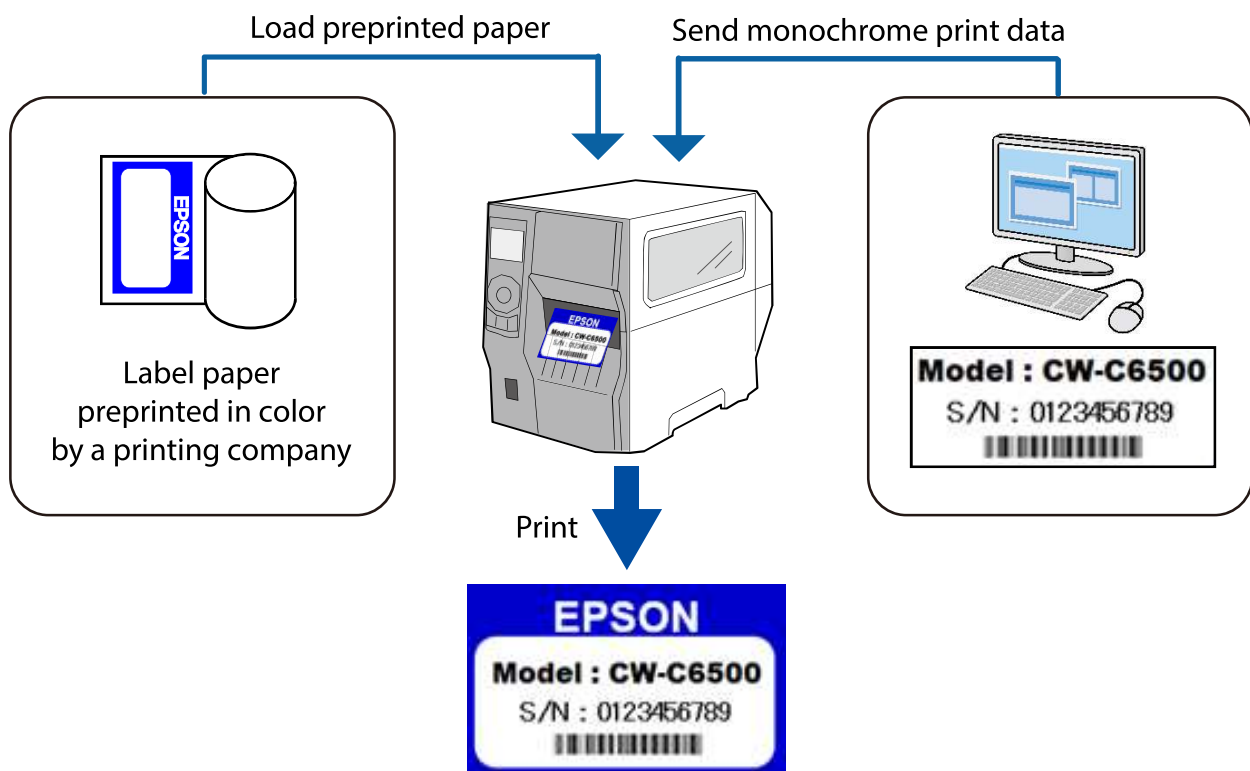 Load preprinted paper
Send monochrome print data
EPSON
Label paper
preprinted in color
by a printing company
EPSON
Model : CW-C6500
S/N : 0123456789
Model : CW-C6500
S/N : 0123456789
Print
EPSON
Model : CW-C6500
S/N : 0123456789